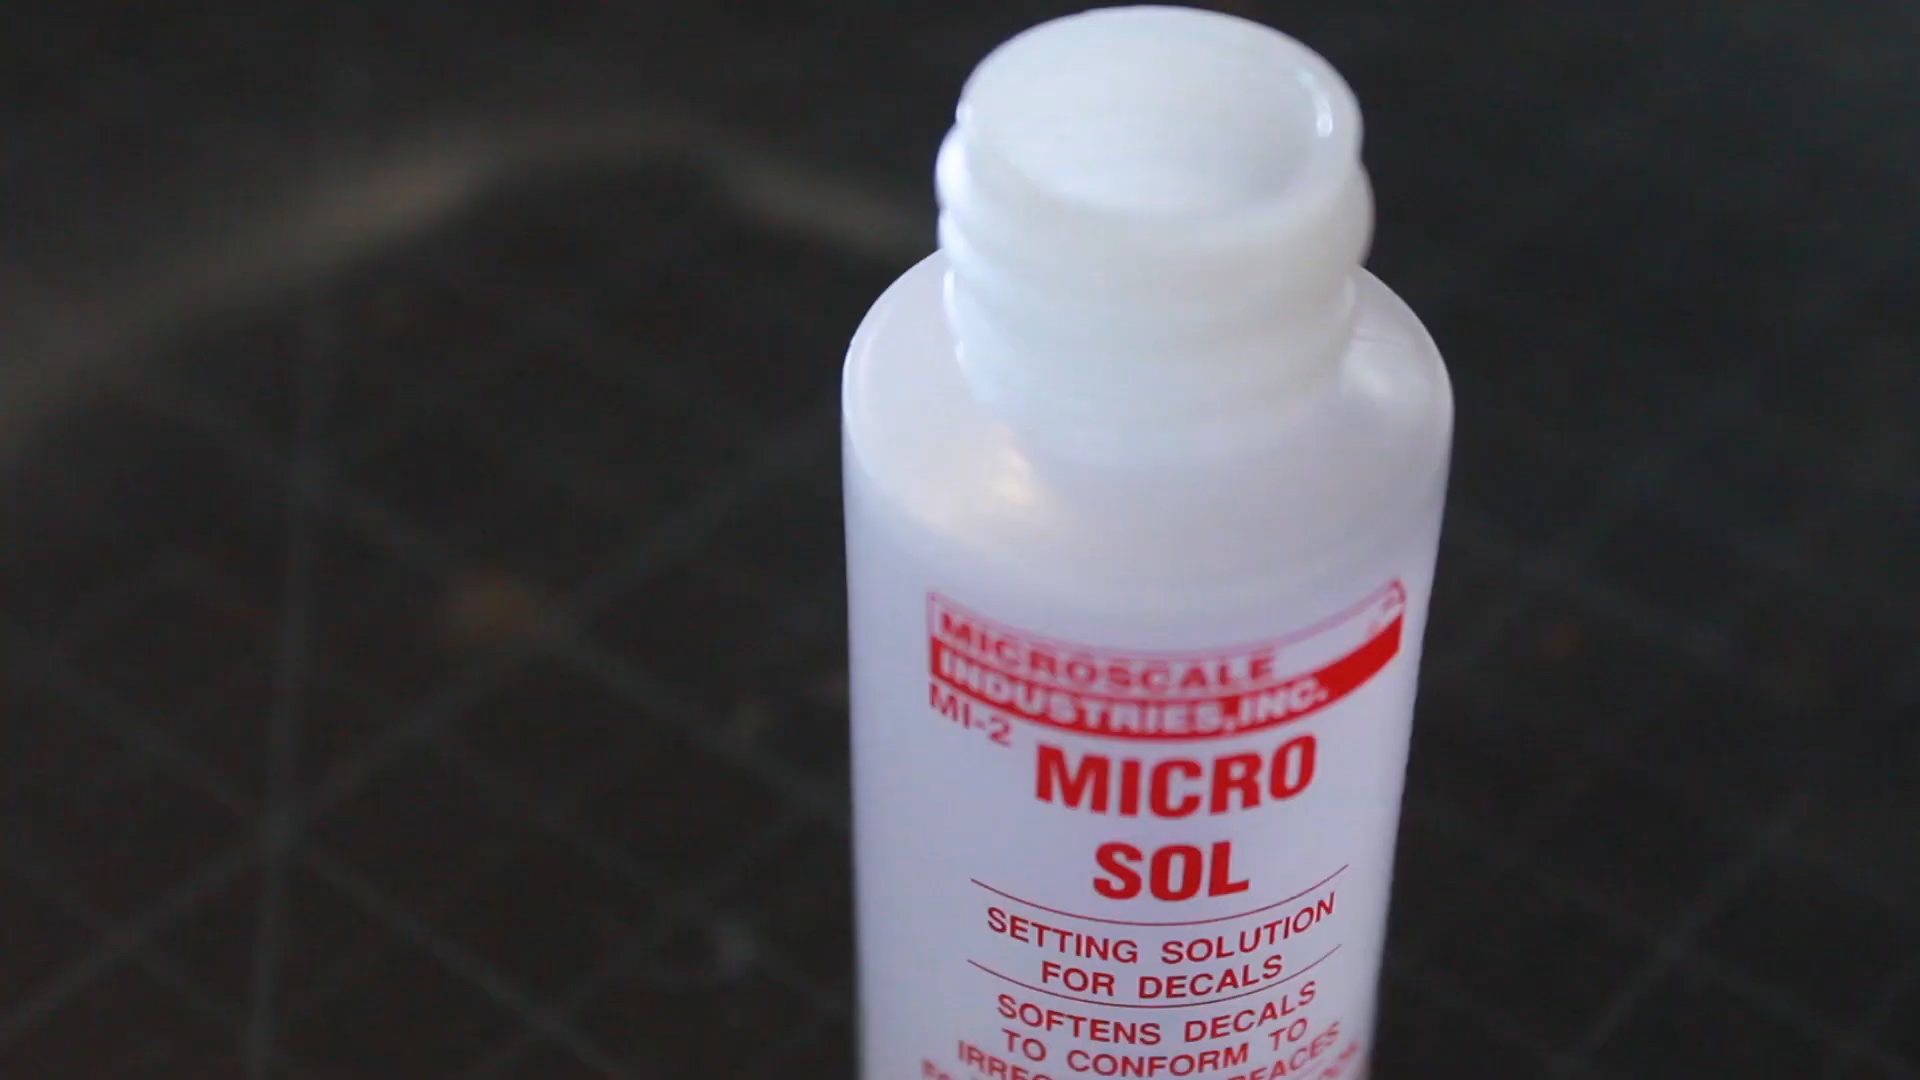 MICROSCALE
INDUSTRIES, INC.
MI-2
MICRO
SOL
SETTING SOLUTION
FOR DECALS
SOFTENS DECALS
TO CONFORM TO